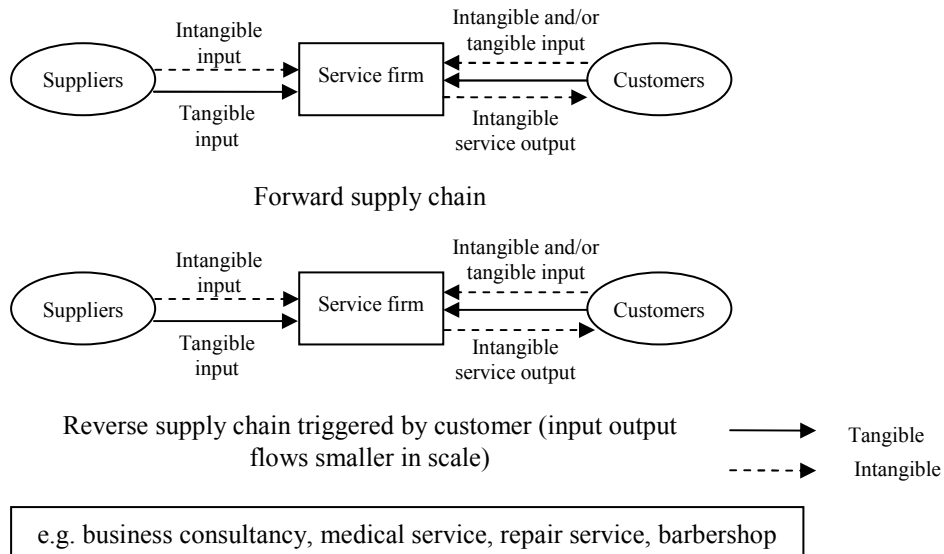 Intangible
input
Intangible and/or
tangible input
Suppliers
Service firm
Customers
Tangible
input
Intangible
service output
Forward supply chain
Intangible
input
Intangible and/or
tangible input
Suppliers
Service firm
Customers
Tangible
input
Intangible
service output
Reverse supply chain triggered by customer (input output
flows smaller in scale)
Tangible
Intangible
e.g. business consultancy, medical service, repair service, barbershop